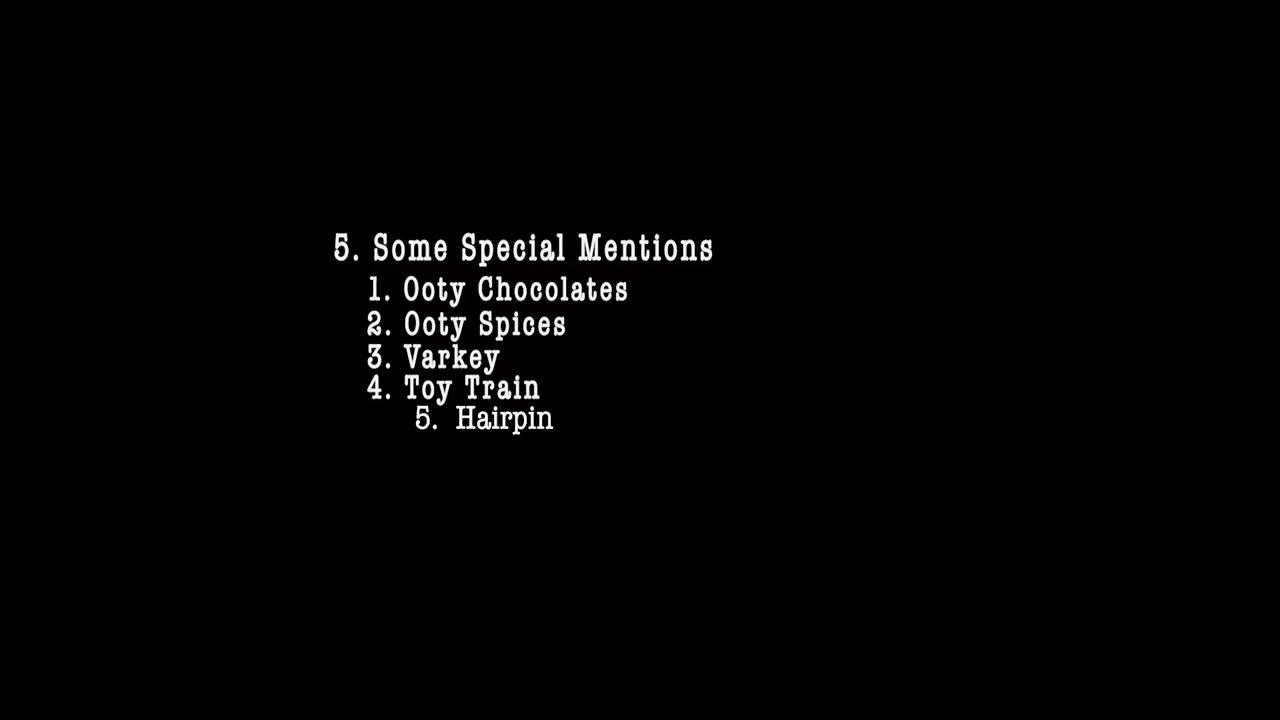 5. Some Special Mentions
1. Ooty Chocolates
2. Ooty Spices
3. Varkey
4. Toy Train
5. Hairpin